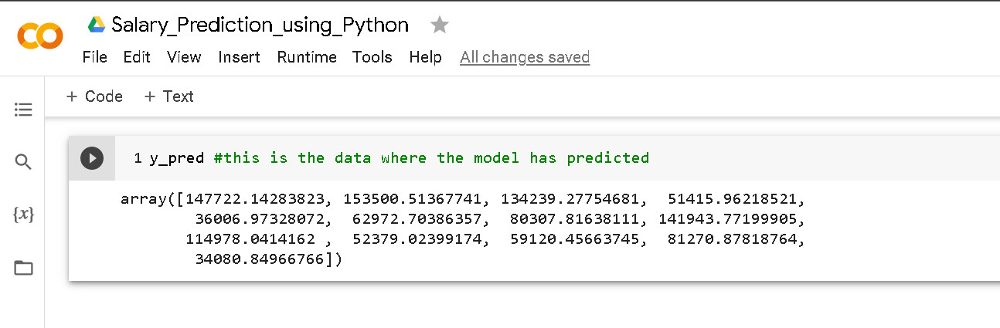 Salary_Prediction_using_Python
File Edit View Insert Runtime Tools Help All changes saved
+ Code + Text
1 y_pred #this is the data where the model has predicted
array([147722.14283823, 153500.51367741, 134239.27754681,  51415.96218521,
        36006.97328072,  62972.70386357,  80307.81638111, 141943.77199905,
       114978.0414162 ,  52379.02399174,  59120.45663745,  81270.87818764,
        34080.84966766])
{x}